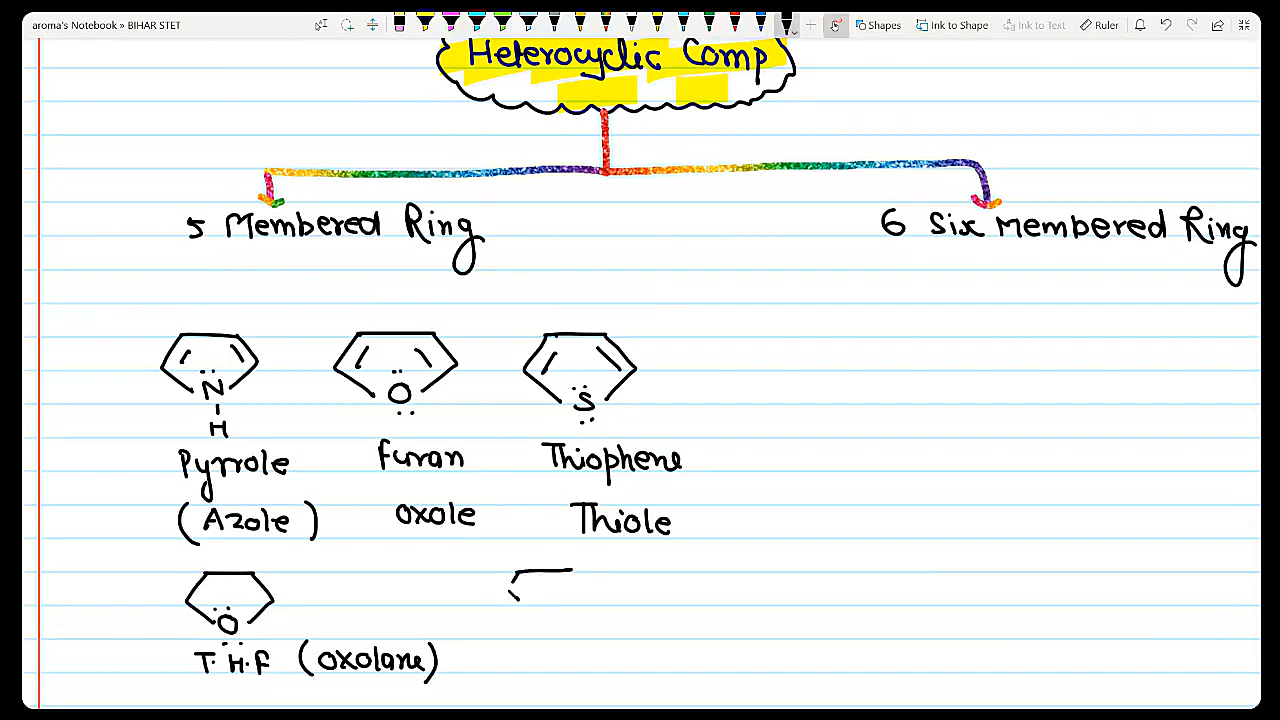 aroma's Notebook » BIHAR STET
Shapes Ink to Shape Ink to Text Ruler
Heterocyclic Comp
5 Membered Ring
6 Six Membered Ring
N O S
H
Pyrrole Furan Thiophene
(Azole) Oxole Thiole
O
T.H.F (Oxolane)